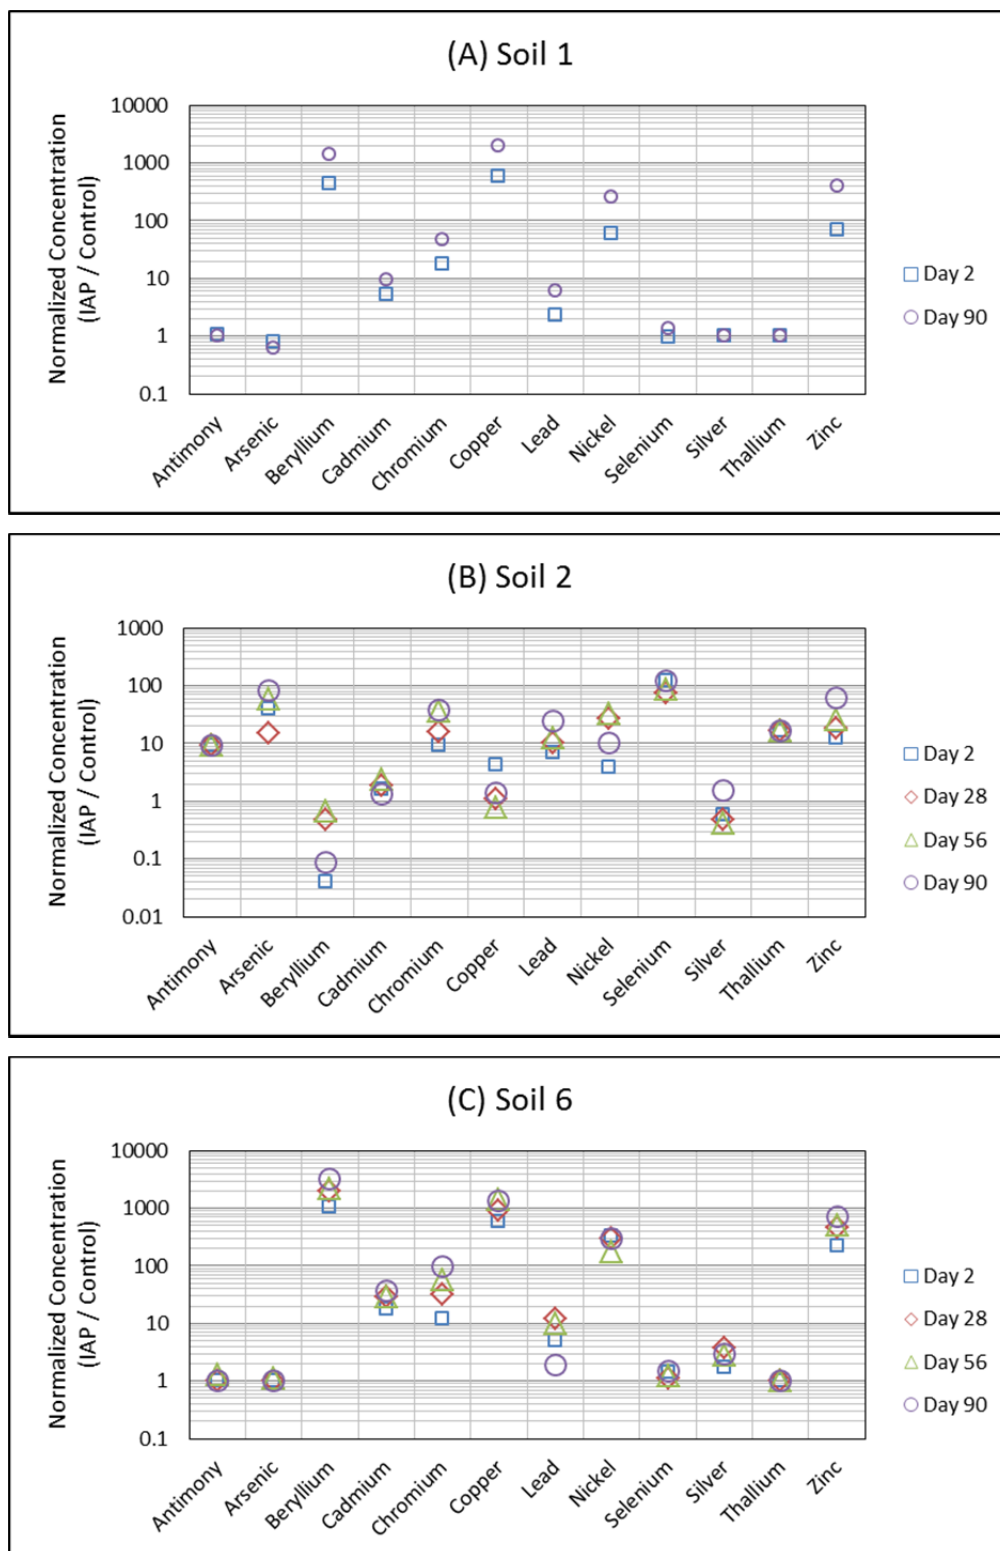 (A) Soil 1
Normalized Concentration
(IAP / Control)
10000
1000
100
10
1
0.1
Antimony
Arsenic
Beryllium
Cadmium
Chromium
Copper
Lead
Nickel
Selenium
Silver
Thallium
Zinc
Day 2
Day 90
(B) Soil 2
Normalized Concentration
(IAP / Control)
1000
100
10
1
0.1
0.01
Antimony
Arsenic
Beryllium
Cadmium
Chromium
Copper
Lead
Nickel
Selenium
Silver
Thallium
Zinc
Day 2
Day 28
Day 56
Day 90
(C) Soil 6
Normalized Concentration
(IAP / Control)
10000
1000
100
10
1
0.1
Antimony
Arsenic
Beryllium
Cadmium
Chromium
Copper
Lead
Nickel
Selenium
Silver
Thallium
Zinc
Day 2
Day 28
Day 56
Day 90